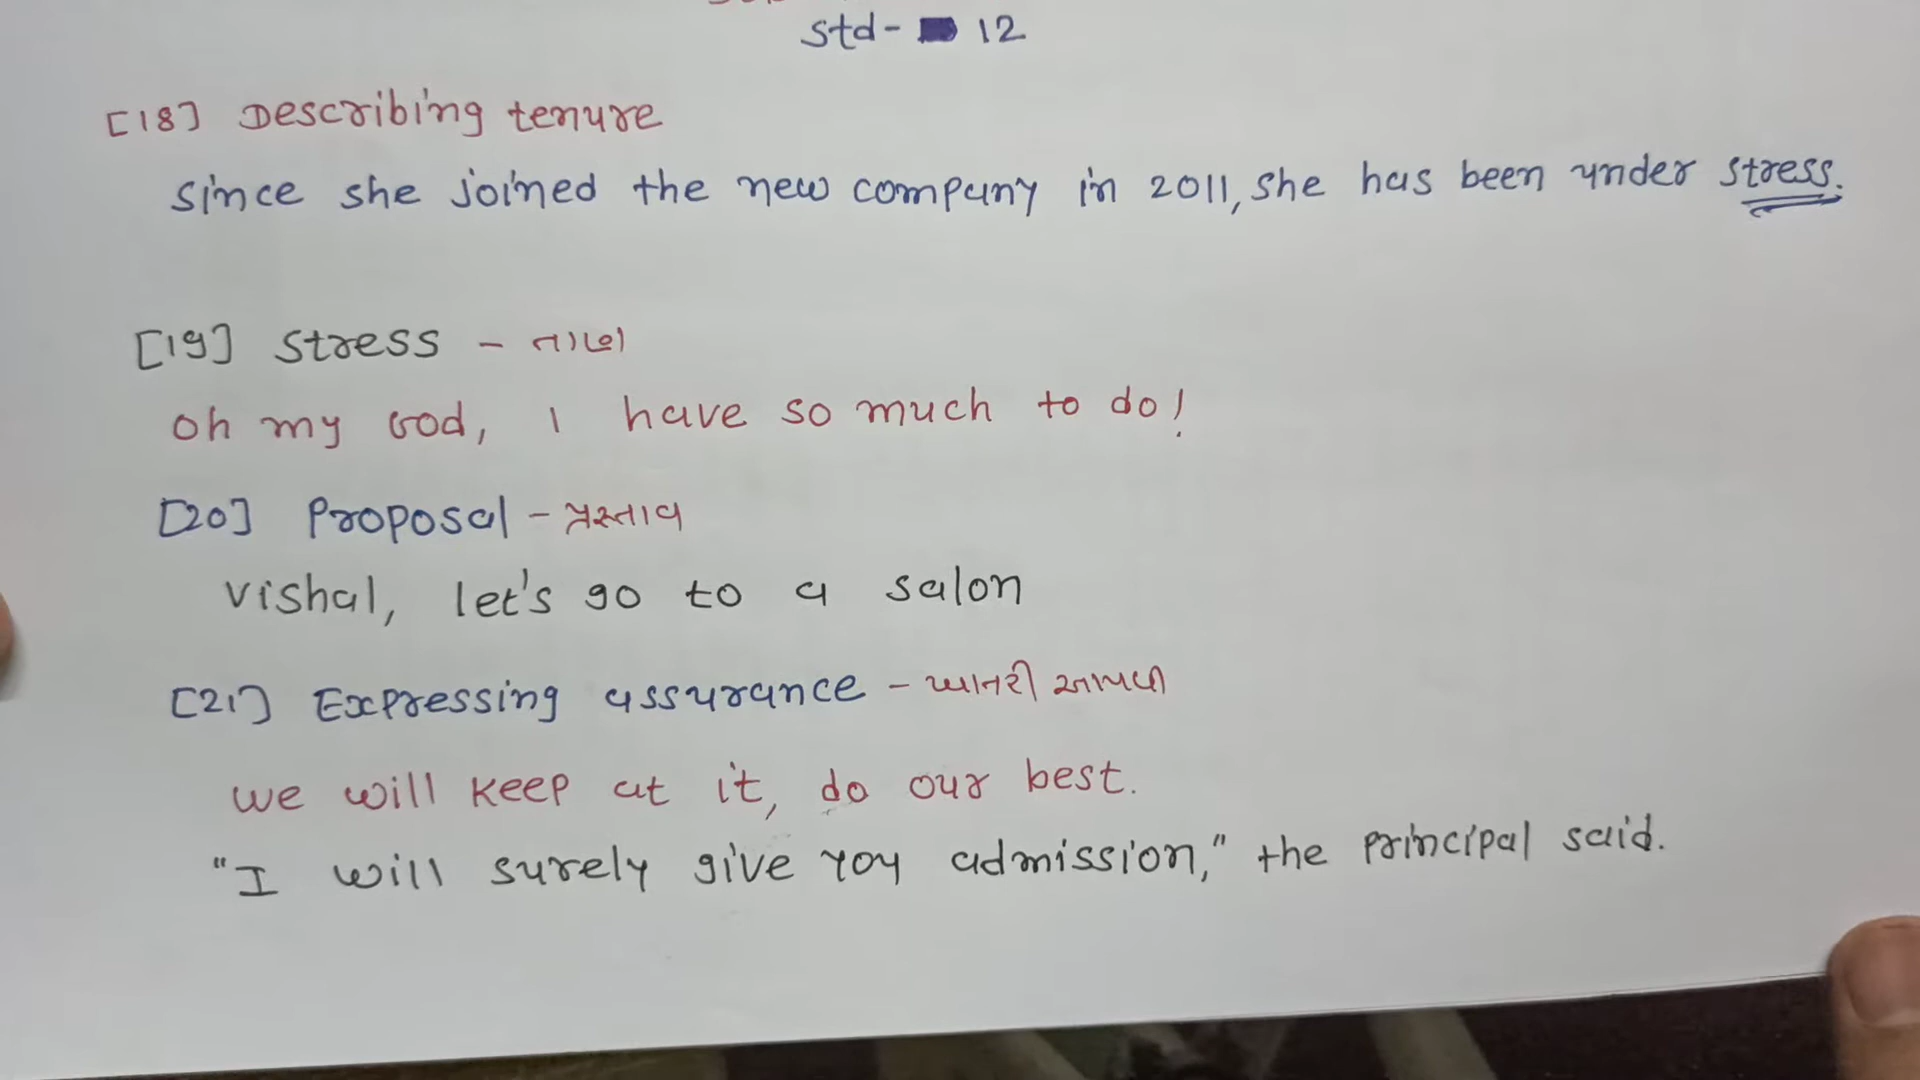 Std- 12
[18] Describing tenure
Since she joined the new company in 2011, she has been under stress.
[19] Stress - તાણ
oh my God, I have so much to do!
[20] Proposal - પ્રસ્તાવ
Vishal, let's go to a salon
[21] Expressing assurance - ખાતરી આપવી
we will keep at it, do our best.
"I will surely give you admission," the principal said.